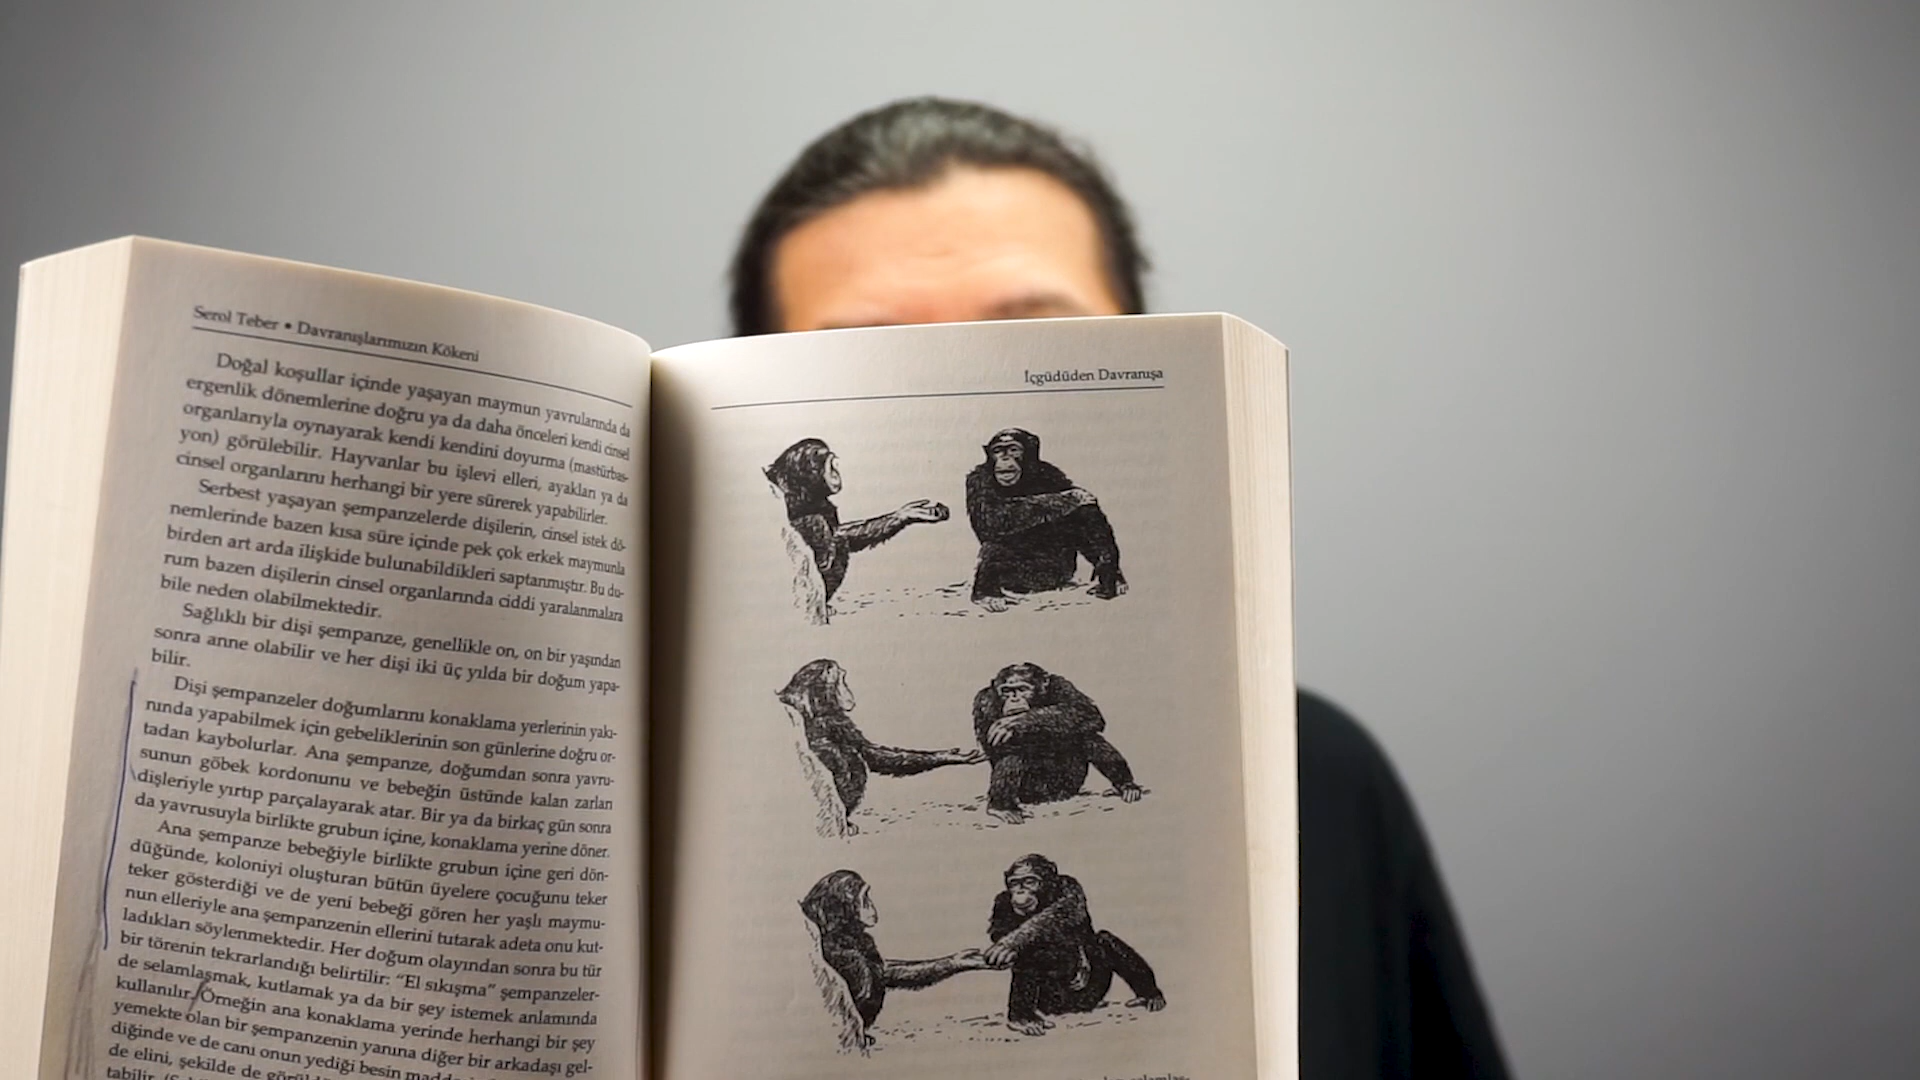 Serol Teber • Davranışlarımızın Kökeni
Doğal koşullar içinde yaşayan maymun yavrularında da
ergenlik dönemlerine doğru ya da daha önceleri kendi cinsel
organlarıyla oynayarak kendi kendini doyurma (mastürbas-
yon) görülebilir. Hayvanlar bu işlevi elleri, ayakları ya da
cinsel organlarını herhangi bir yere sürerek yapabilirler.
Serbest yaşayan şempanzelerde dişilerin, cinsel istek dö-
nemlerinde bazen kısa süre içinde pek çok erkek maymunla
birden art arda ilişkide bulunabildikleri saptanmıştır. Bu du-
rum bazen dişilerin cinsel organlarında ciddi yaralanmalara
bile neden olabilmektedir.
Sağlıklı bir dişi şempanze, genellikle on, on bir yaşından
sonra anne olabilir ve her dişi iki üç yılda bir doğum yapa-
bilir.
Dişi şempanzeler doğumlarını konaklama yerlerinin yakı-
nında yapabilmek için gebeliklerinin son günlerine doğru or-
tadan kaybolurlar. Ana şempanze, doğumdan sonra yavru-
sunun göbek kordonunu ve bebeğin üstünde kalan zarları
dişleriyle yırtıp parçalayarak atar. Bir ya da birkaç gün sonra
da yavrusuyla birlikte grubun içine, konaklama yerine döner.
Ana şempanze bebeğiyle birlikte grubun içine geri dön-
düğünde, koloniyi oluşturan bütün üyelere çocuğunu teker
teker gösterdiği ve de yeni bebeği gören her yaşlı maymu-
nun elleriyle ana şempanzenin ellerini tutarak adeta onu kut-
ladıkları söylenmektedir. Her doğum olayından sonra bu tür
bir törenin tekrarlandığı belirtilir: “El sıkışma” şempanzeler-
de selamlaşmak, kutlamak ya da bir şey istemek anlamında
kullanılır. Örneğin ana konaklama yerinde herhangi bir şey
yemekte olan bir şempanzenin yanına diğer bir arkadaşı gel-
diğinde ve de canı onun yediği besin
de elini, şekilde de
tabilir.
İçgüdüden Davranışa